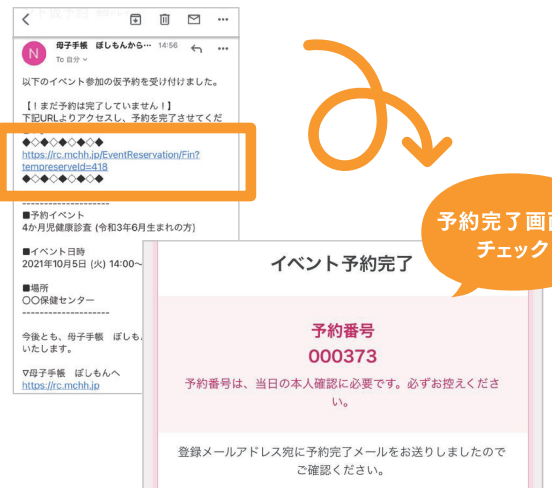 N
母子手帳 ぼしもんから… 14:56
To 自分
以下のイベント参加の仮予約を受け付けました。
【！まだ予約は完了していません！】
下記URLよりアクセスし、予約を完了させてくだ
◆◇◆◇◆◇◆◇◆
https://rc.mchh.jp/EventReservation/Fin?
tempreserveId=418
◆◇◆◇◆◇◆◇◆
--------------------
■予約イベント
4か月児健康診査 (令和3年6月生まれの方)
■イベント日時
2021年10月5日 (火) 14:00～
■場所
〇〇保健センター
--------------------
今後とも、母子手帳 ぼしも
いたします。
▽母子手帳 ぼしもんへ
https://rc.mchh.jp
予約完了画
チェック
イベント予約完了
予約番号
000373
予約番号は、当日の本人確認に必要です。必ずお控えくださ
い。
登録メールアドレス宛に予約完了メールをお送りしましたので
ご確認ください。